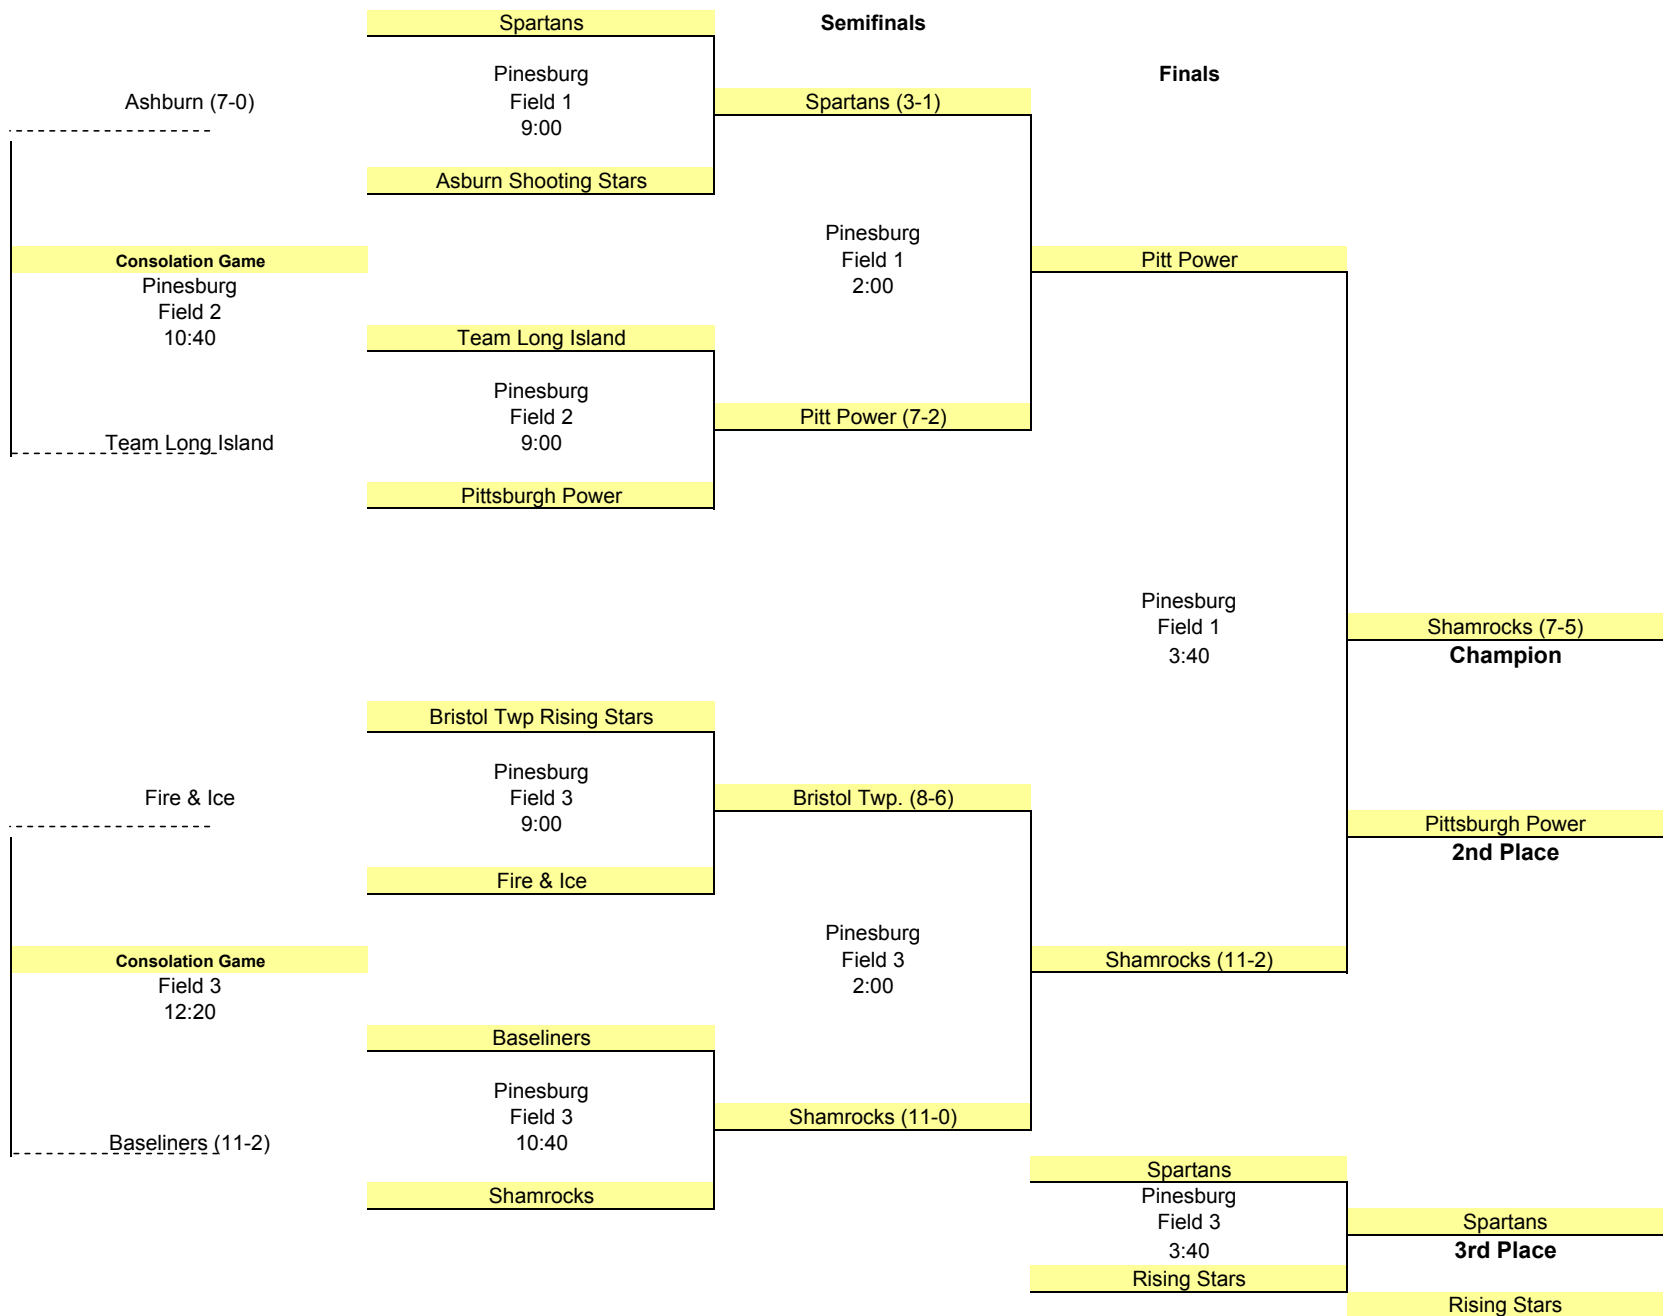 Spartans
Semifinals
Pinesburg
Finals
Ashburn (7-0)
Field 1
Spartans (3-1)
9:00
Asburn Shooting Stars
Pinesburg
Consolation Game
Field 1
Pitt Power
Pinesburg
2:00
Field 2
10:40
Team Long Island
Pinesburg
Field 2
Pitt Power (7-2)
Team Long Island
9:00
Pittsburgh Power
Pinesburg
Field 1
Shamrocks (7-5)
3:40
Champion
Bristol Twp Rising Stars
Pinesburg
Fire & Ice
Field 3
Bristol Twp. (8-6)
9:00
Pittsburgh Power
2nd Place
Fire & Ice
Pinesburg
Consolation Game
Field 3
Shamrocks (11-2)
Field 3
2:00
12:20
Baseliners
Pinesburg
Field 3
Shamrocks (11-0)
Baseliners (11-2)
10:40
Spartans
Shamrocks
Pinesburg
Field 3
Spartans
3:40
3rd Place
Rising Stars
Rising Stars